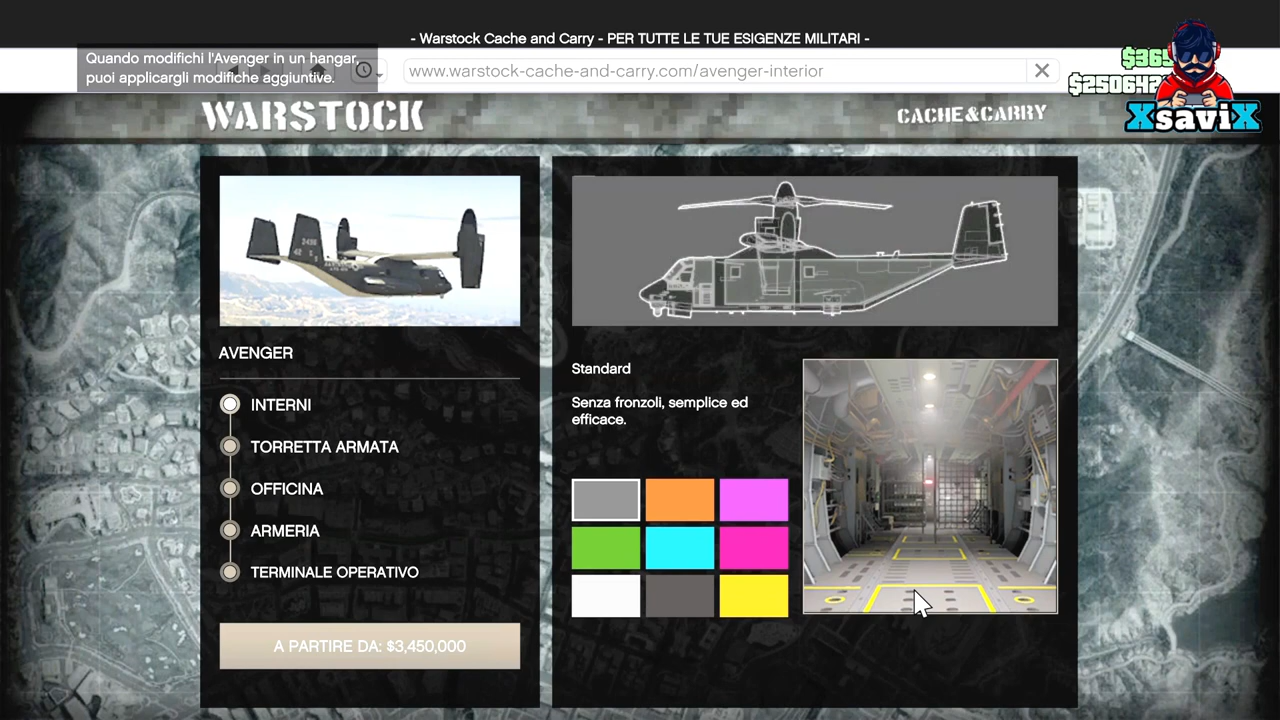 - Warstock Cache and Carry - PER TUTTE LE TUE ESIGENZE MILITARI -
Quando modifichi l'Avenger in un hangar,
puoi applicargli modifiche aggiuntive.
www.warstock-cache-and-carry.com/avenger-interior
$365
$250642
XsaviX
WARSTOCK
CACHE&CARRY
AVENGER
INTERNI
TORRETTA ARMATA
OFFICINA
ARMERIA
TERMINALE OPERATIVO
A PARTIRE DA: $3,450,000
Standard
Senza fronzoli, semplice ed
efficace.